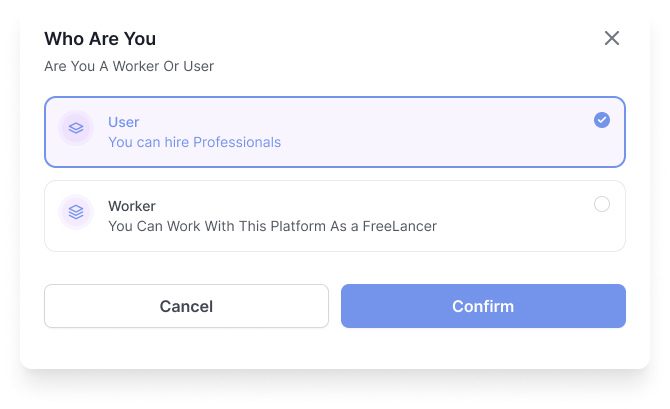 Who Are You
Are You A Worker Or User
User
You can hire Professionals
Worker
You Can Work With This Platform As a FreeLancer
Cancel
Confirm